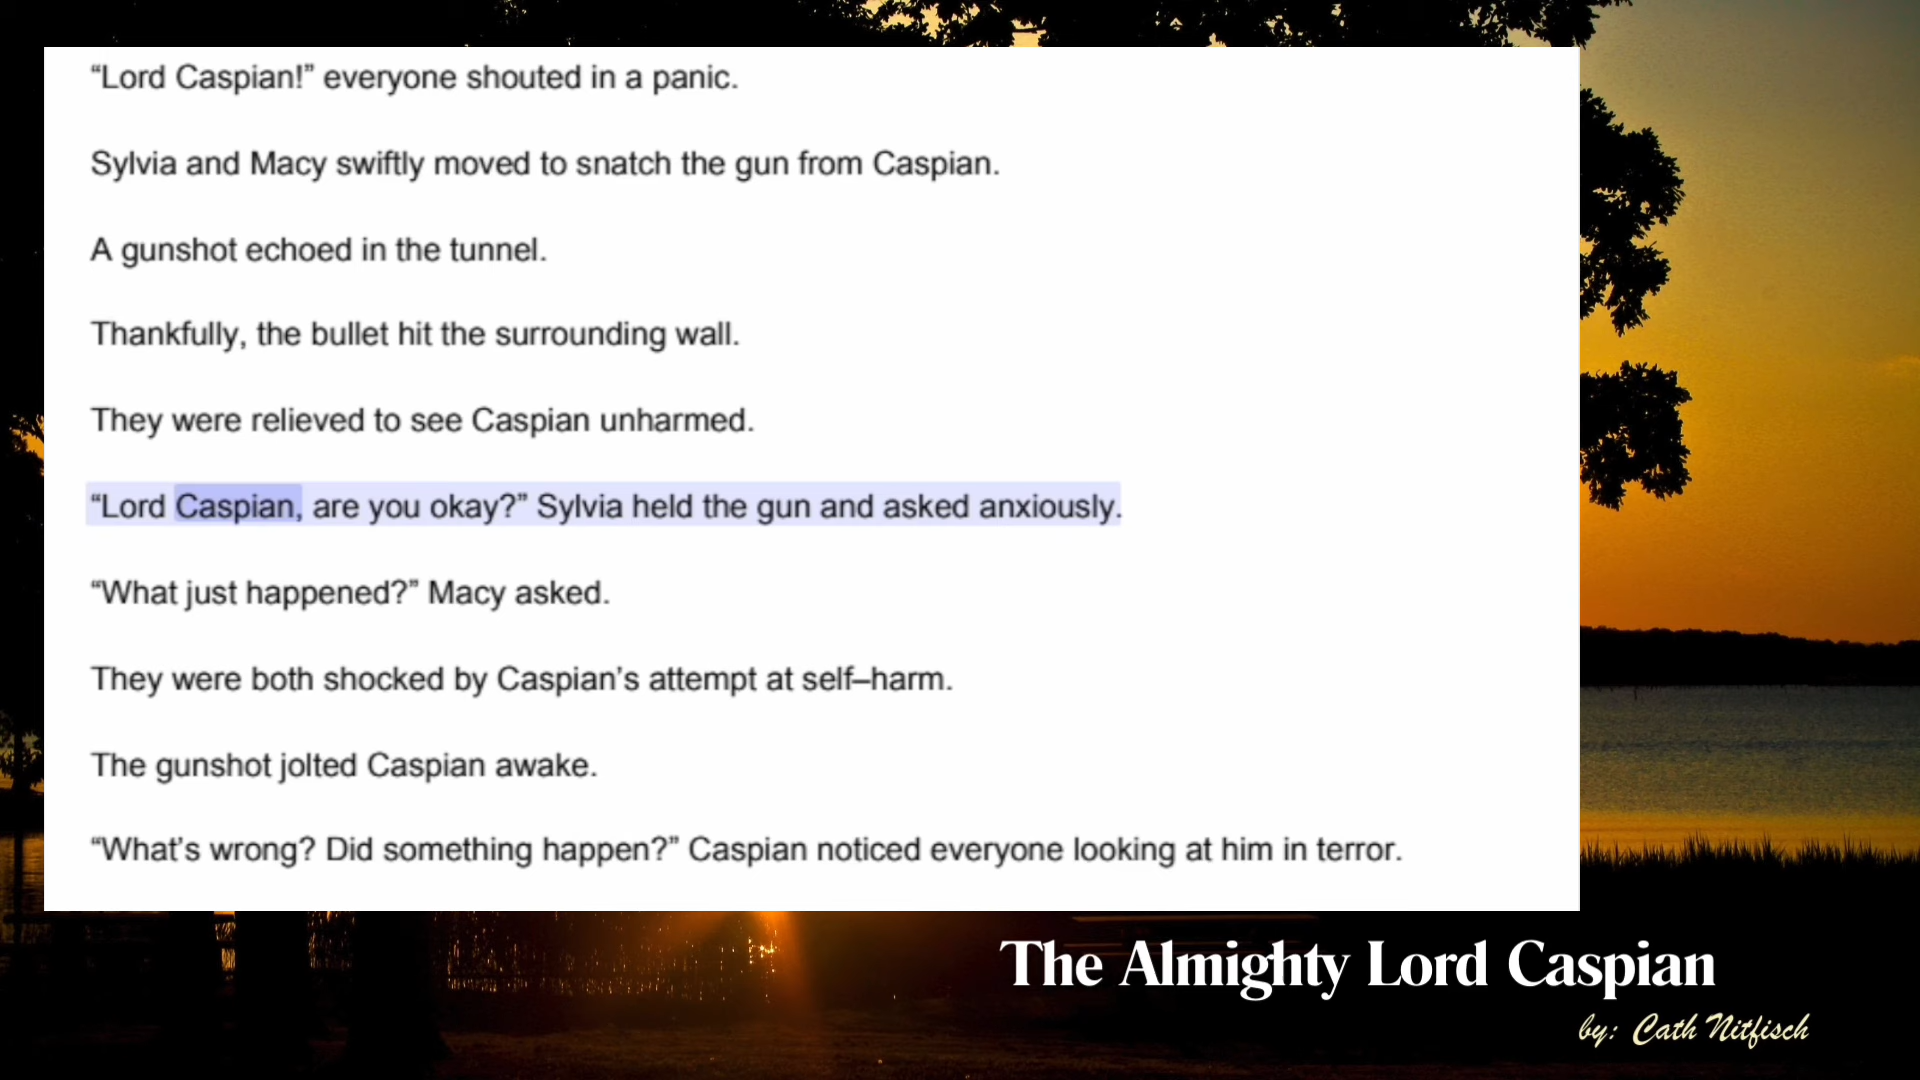 “Lord Caspian!” everyone shouted in a panic.
Sylvia and Macy swiftly moved to snatch the gun from Caspian.
A gunshot echoed in the tunnel.
Thankfully, the bullet hit the surrounding wall.
They were relieved to see Caspian unharmed.
“Lord Caspian, are you okay?” Sylvia held the gun and asked anxiously.
“What just happened?” Macy asked.
They were both shocked by Caspian’s attempt at self–harm.
The gunshot jolted Caspian awake.
“What’s wrong? Did something happen?” Caspian noticed everyone looking at him in terror.
The Almighty Lord Caspian
by: Cath Nitfisch